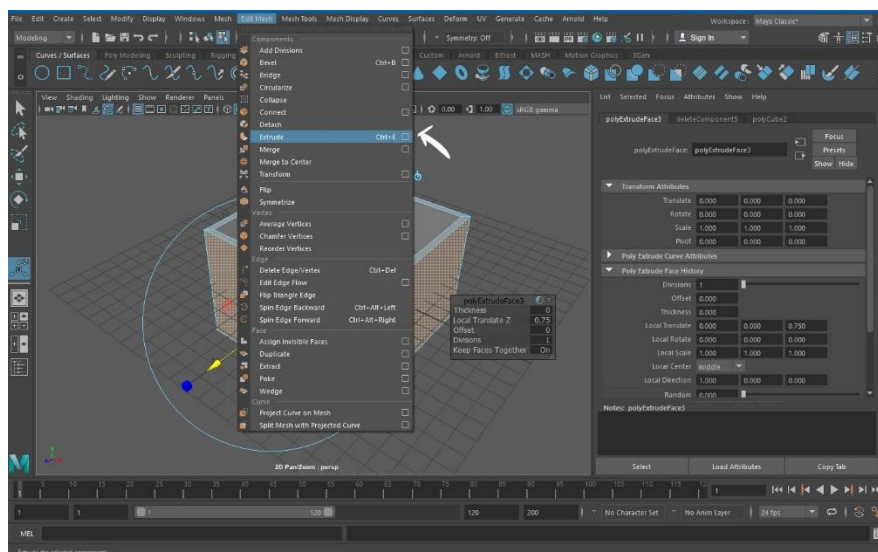 File Edit Create Select Modify Display Windows Mesh Edit Mesh Mesh Tools Mesh Display Curves Surfaces Deform UV Generate Cache Arnold Help
Workspace : Maya Classic*
Modeling
Symmetry: Off
Sign In
Curves / Surfaces Poly Modeling Sculpting Rigging
Custom Arnold Bifrost MASH Motion Graphics XGen
View Shading Lighting Show Renderer Panels
0.00 1.00 sRGB gamma
Components
Add Divisions
Bevel Ctrl+B
Bridge
Circularize
Collapse
Connect
Detach
Extrude Ctrl+E
Merge
Merge to Center
Transform
Flip
Symmetrize
Vertex
Average Vertices
Chamfer Vertices
Reorder Vertices
Edge
Delete Edge/Vertex Ctrl+Del
Edit Edge Flow
Flip Triangle Edge
Spin Edge Backward Ctrl+Alt+Left
Spin Edge Forward Ctrl+Alt+Right
Face
Assign Invisible Faces
Duplicate
Extract
Poke
Wedge
Curve
Project Curve on Mesh
Split Mesh with Projected Curve
polyExtrudeFace3
Thickness 0
Local Translate Z 0.75
Offset 0
Divisions 1
Keep Faces Together On
2D Pan/Zoom : persp
List Selected Focus Attributes Show Help
polyExtrudeFace3 deleteComponent5 polyCube2
polyExtrudeFace: polyExtrudeFace3
Focus
Presets
Show Hide
Transform Attributes
Translate 0.000 0.000 0.000
Rotate 0.000 0.000 0.000
Scale 1.000 1.000 1.000
Pivot 0.000 0.000 0.000
Poly Extrude Curve Attributes
Poly Extrude Face History
Divisions 1
Offset 0.000
Thickness 0.000
Local Translate 0.000 0.000 0.750
Local Rotate 0.000 0.000 0.000
Local Scale 1.000 1.000 1.000
Local Center middle
Local Direction 1.000 0.000 0.000
Random 0.000
Notes: polyExtrudeFace3
Select Load Attributes Copy Tab
5 10 15 20 25 30 35 40 45 50 55 60 65 70 75 80 85 90 95 100 105 110 115 12
1
1
1 1 1 120 120 200 No Character Set No Anim Layer 24 fps
MEL
Extrude the selected component